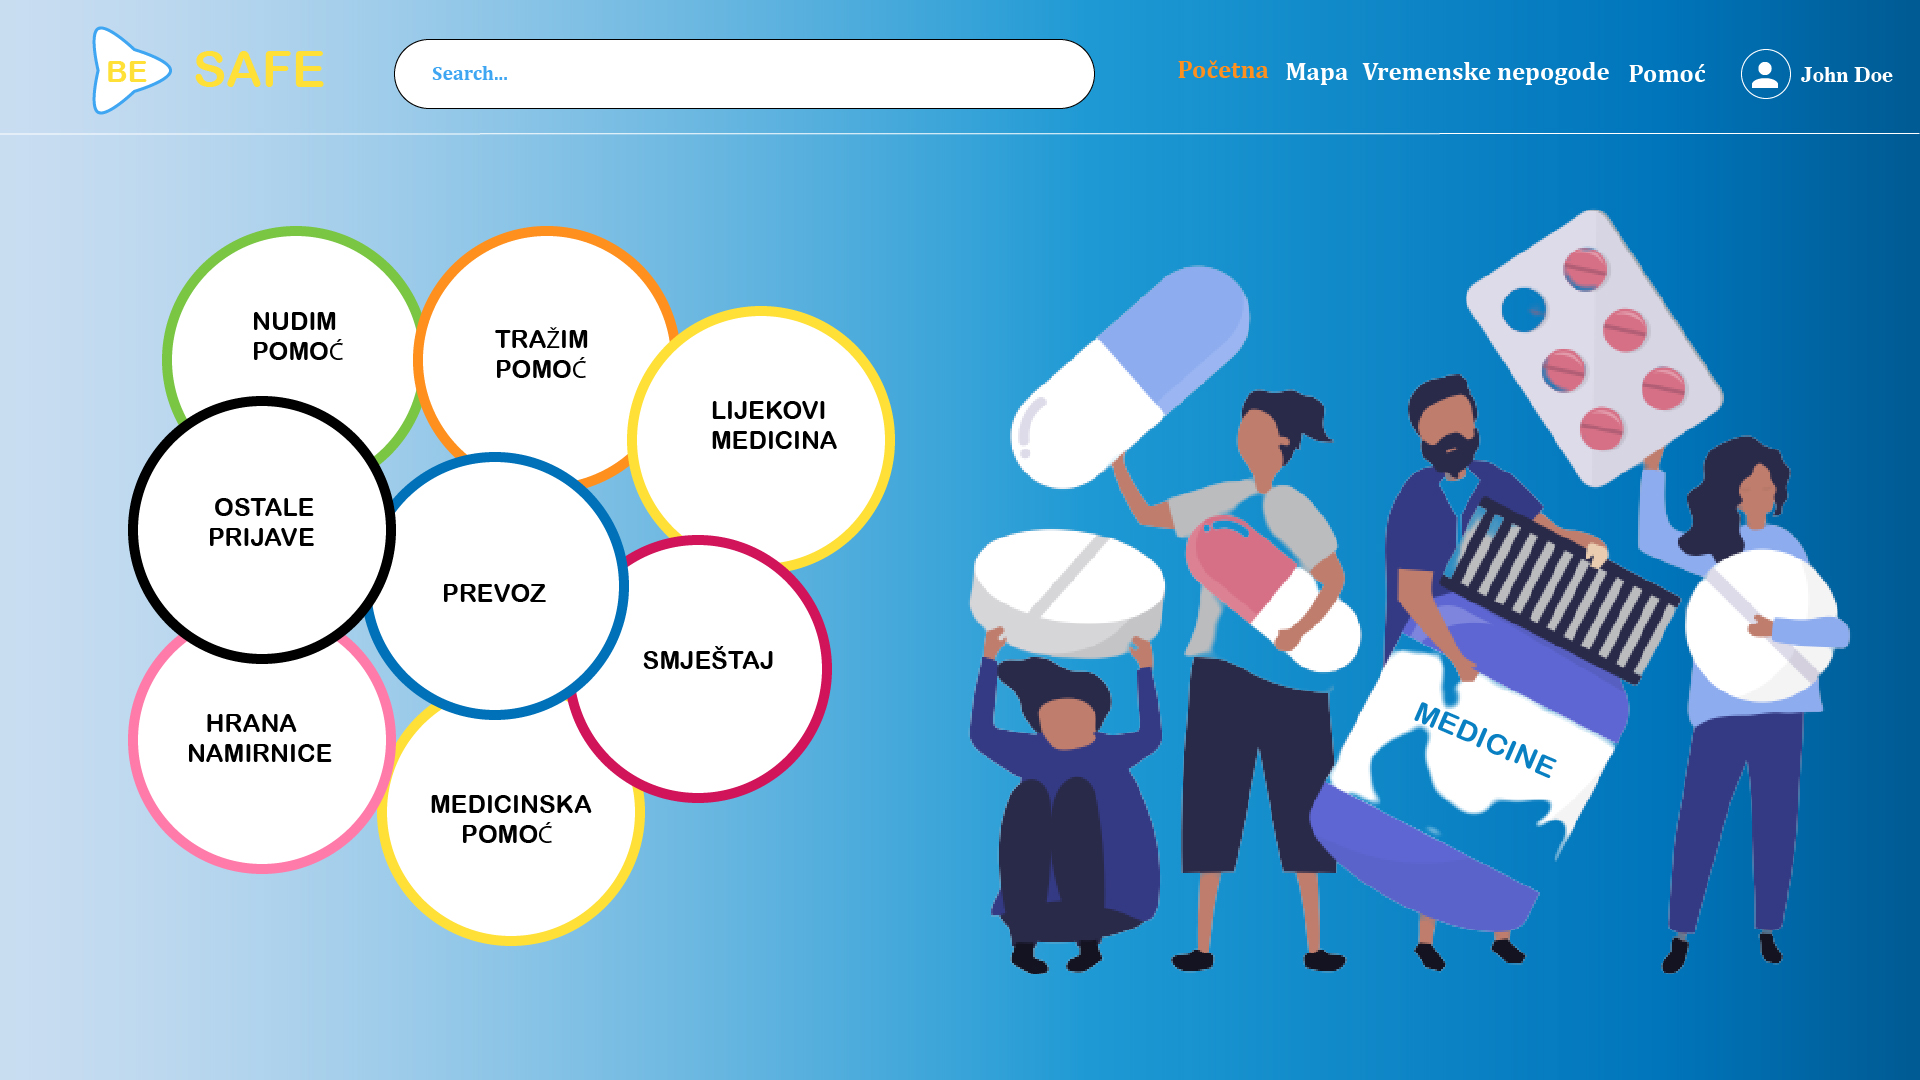 BE SAFE
Search...
Početna Mapa Vremenske nepogode Pomoć John Doe
NUDIM
POMOĆ
TRAŽIM
POMOĆ
LIJEKOVI
MEDICINA
OSTALE
PRIJAVE
PREVOZ
SMJEŠTAJ
HRANA
NAMIRNICE
MEDICINSKA
POMOĆ
MEDICINE